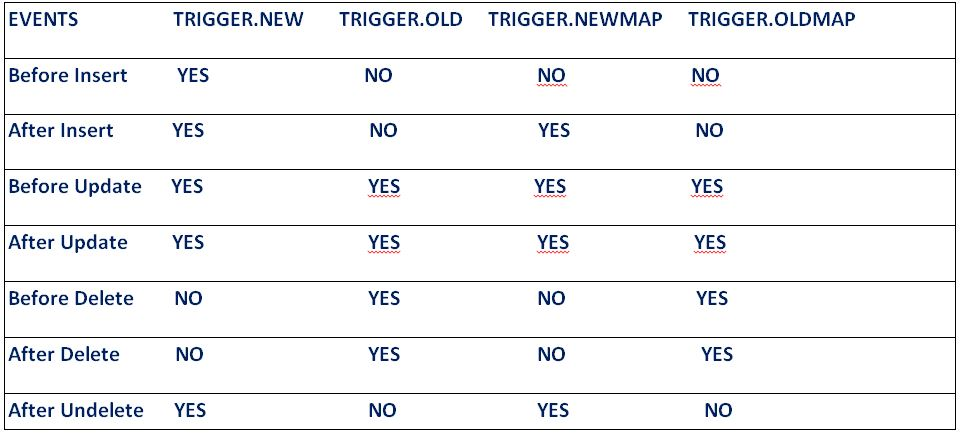 EVENTS TRIGGER.NEW TRIGGER.OLD TRIGGER.NEWMAP TRIGGER.OLDMAP
Before Insert YES NO NO NO
After Insert YES NO YES NO
Before Update YES YES YES YES
After Update YES YES YES YES
Before Delete NO YES NO YES
After Delete NO YES NO YES
After Undelete YES NO YES NO